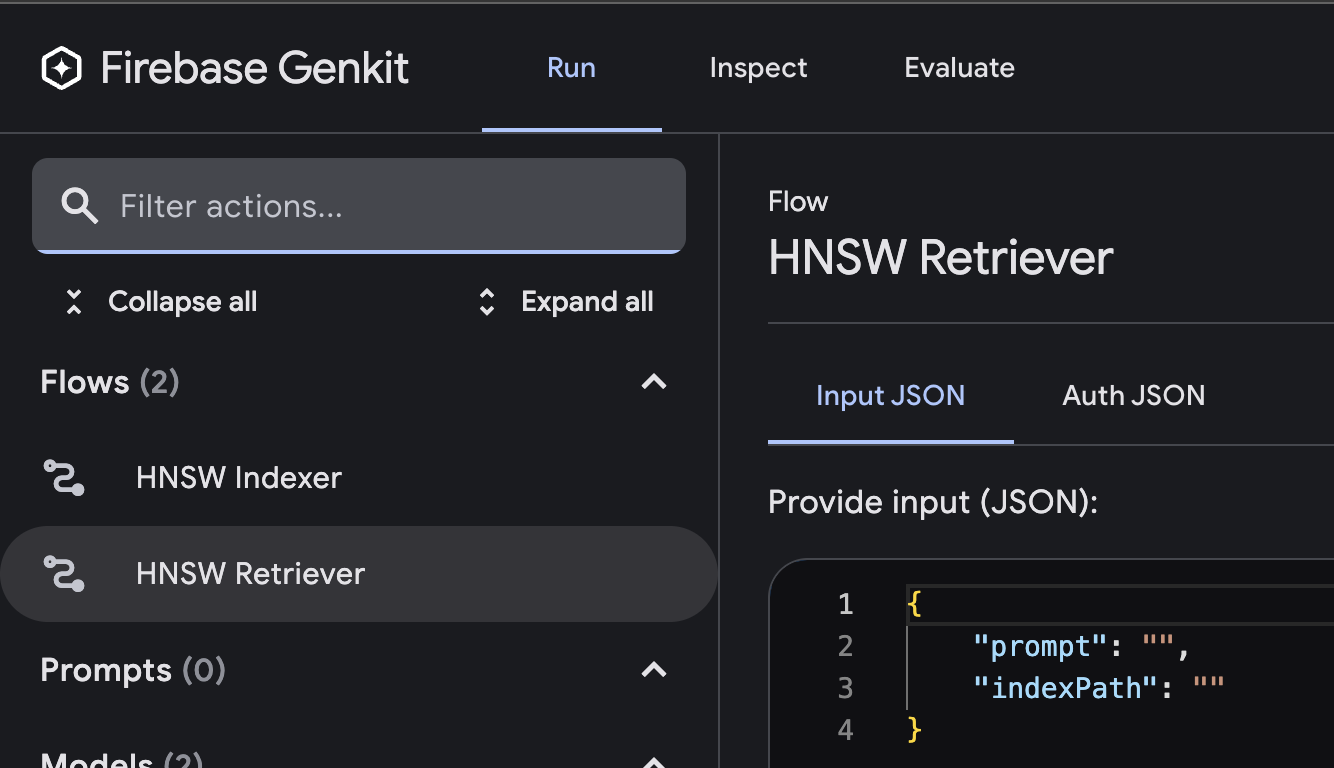 Firebase Genkit
Run
Inspect
Evaluate
Filter actions...
Collapse all
Expand all
Flows (2)
HNSW Indexer
HNSW Retriever
Prompts (0)
Models (2)
Flow
HNSW Retriever
Input JSON
Auth JSON
Provide input (JSON):
1 {
2 "prompt": "",
3 "indexPath": ""
4 }